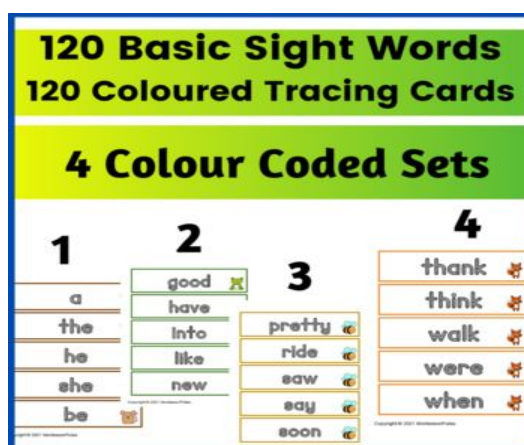 120 Basic Sight Words
120 Coloured Tracing Cards
4 Colour Coded Sets
1
a
the
he
she
be
2
good
have
into
like
new
3
pretty
ride
saw
say
soon
4
thank
think
walk
were
when